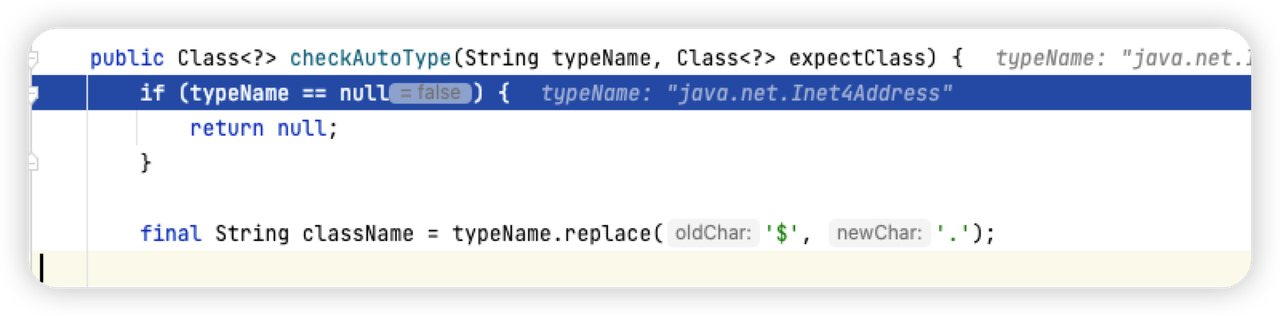 public Class<?> checkAutoType(String typeName, Class<?> expectClass) { typeName: "java.net.
if (typeName == null = false ) { typeName: "java.net.Inet4Address"
return null;
}
final String className = typeName.replace( oldChar: '$', newChar: '.');